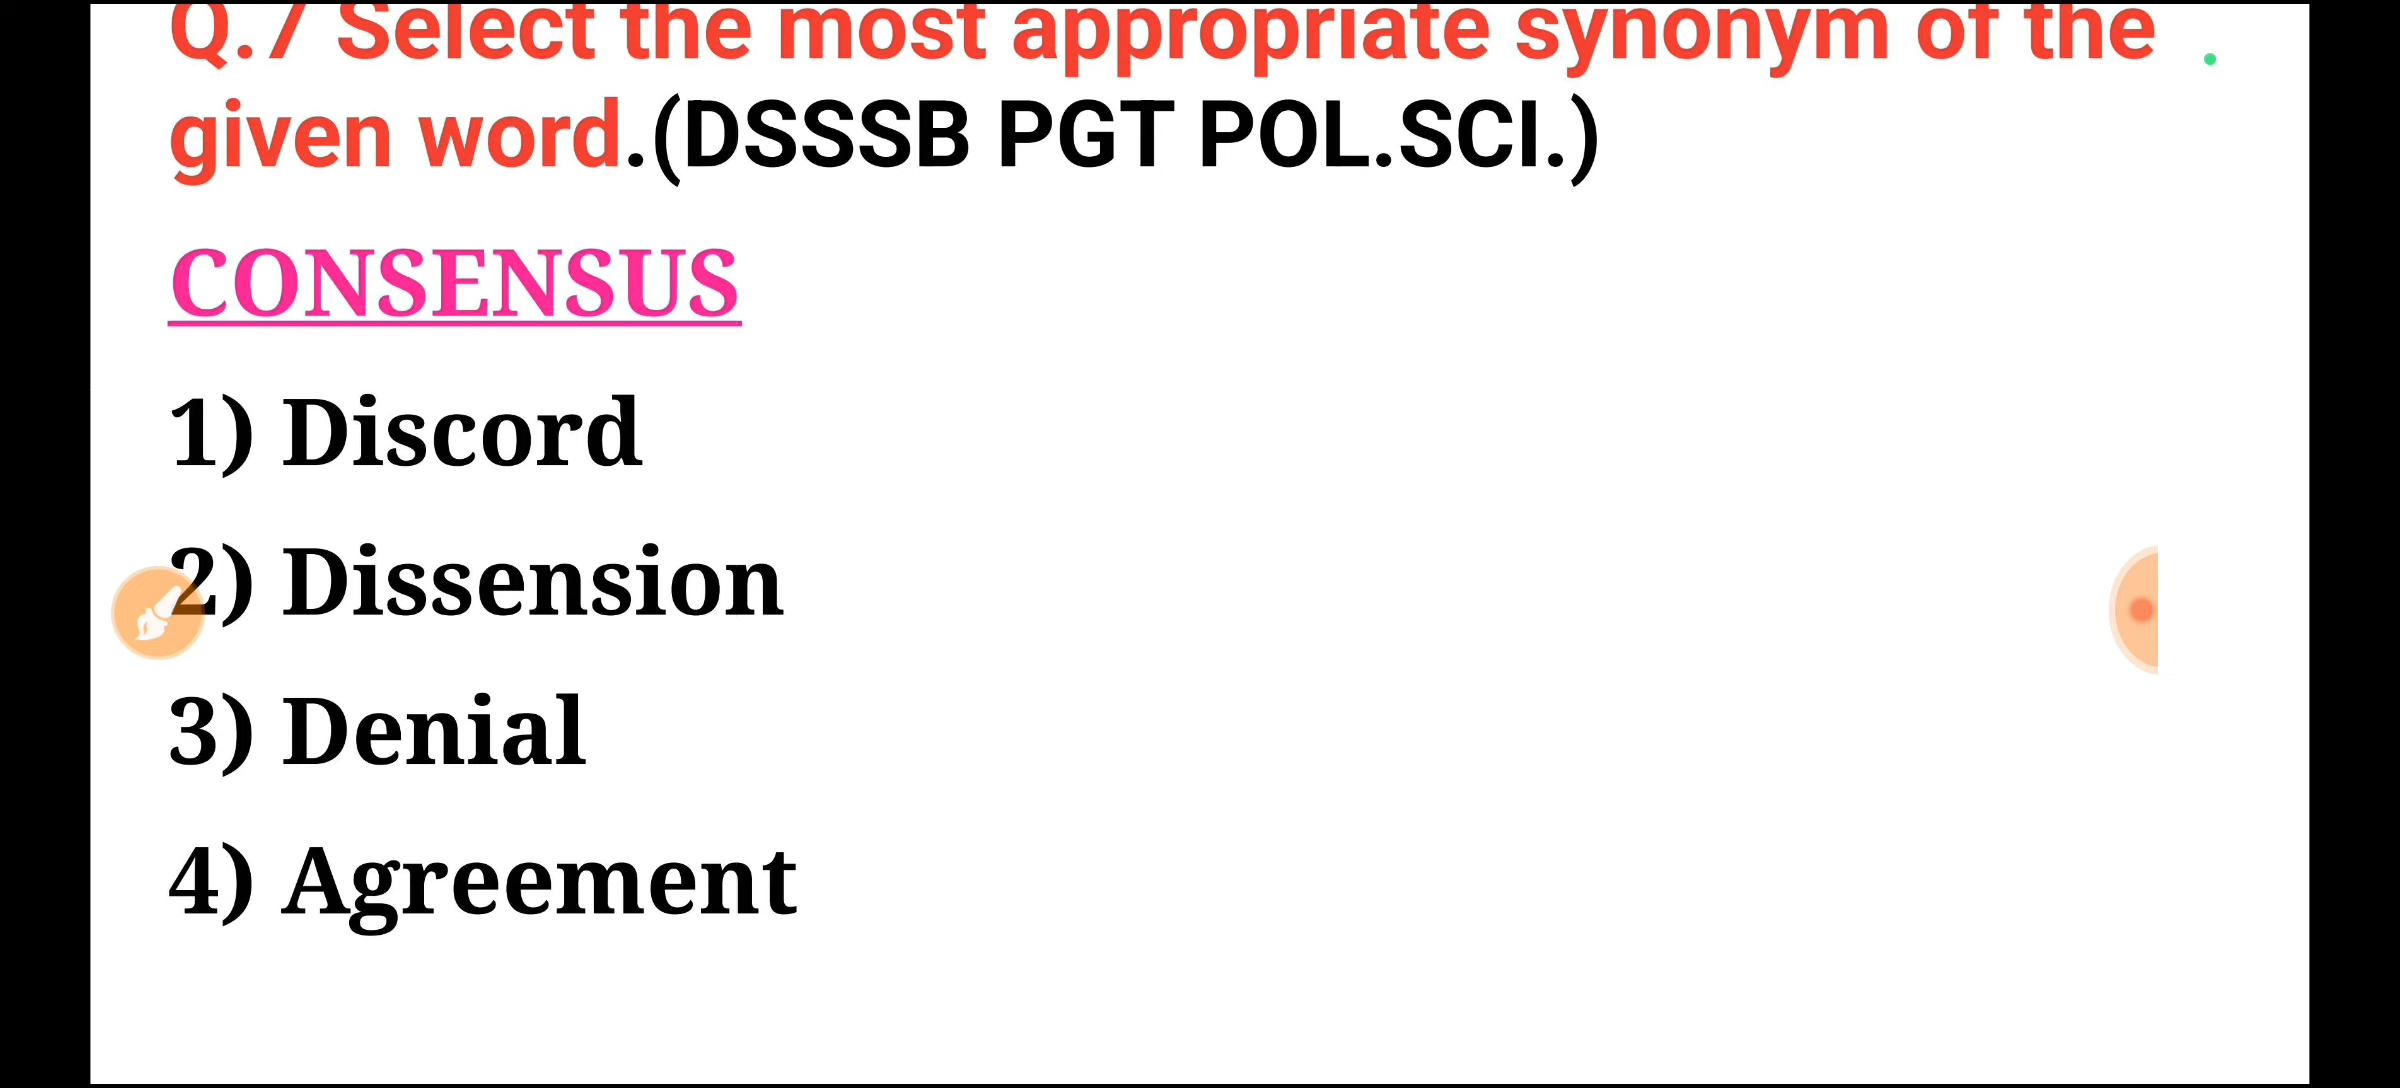 Q.7 Select the most appropriate synonym of the
given word.(DSSSB PGT POL.SCI.)
CONSENSUS
1) Discord
2) Dissension
3) Denial
4) Agreement